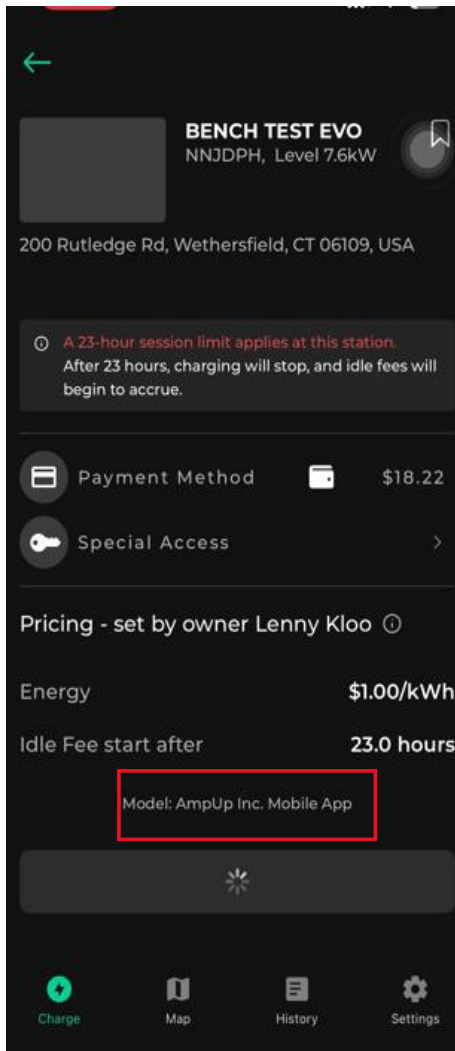 BENCH TEST EVO
NNJDPH, Level 7.6kW
200 Rutledge Rd, Wethersfield, CT 06109, USA
A 23-hour session limit applies at this station.
After 23 hours, charging will stop, and idle fees will
begin to accrue.
Payment Method $18.22
Special Access
Pricing - set by owner Lenny Kloo
Energy $1.00/kWh
Idle Fee start after 23.0 hours
Model: AmpUp Inc. Mobile App
Charge Map History Settings